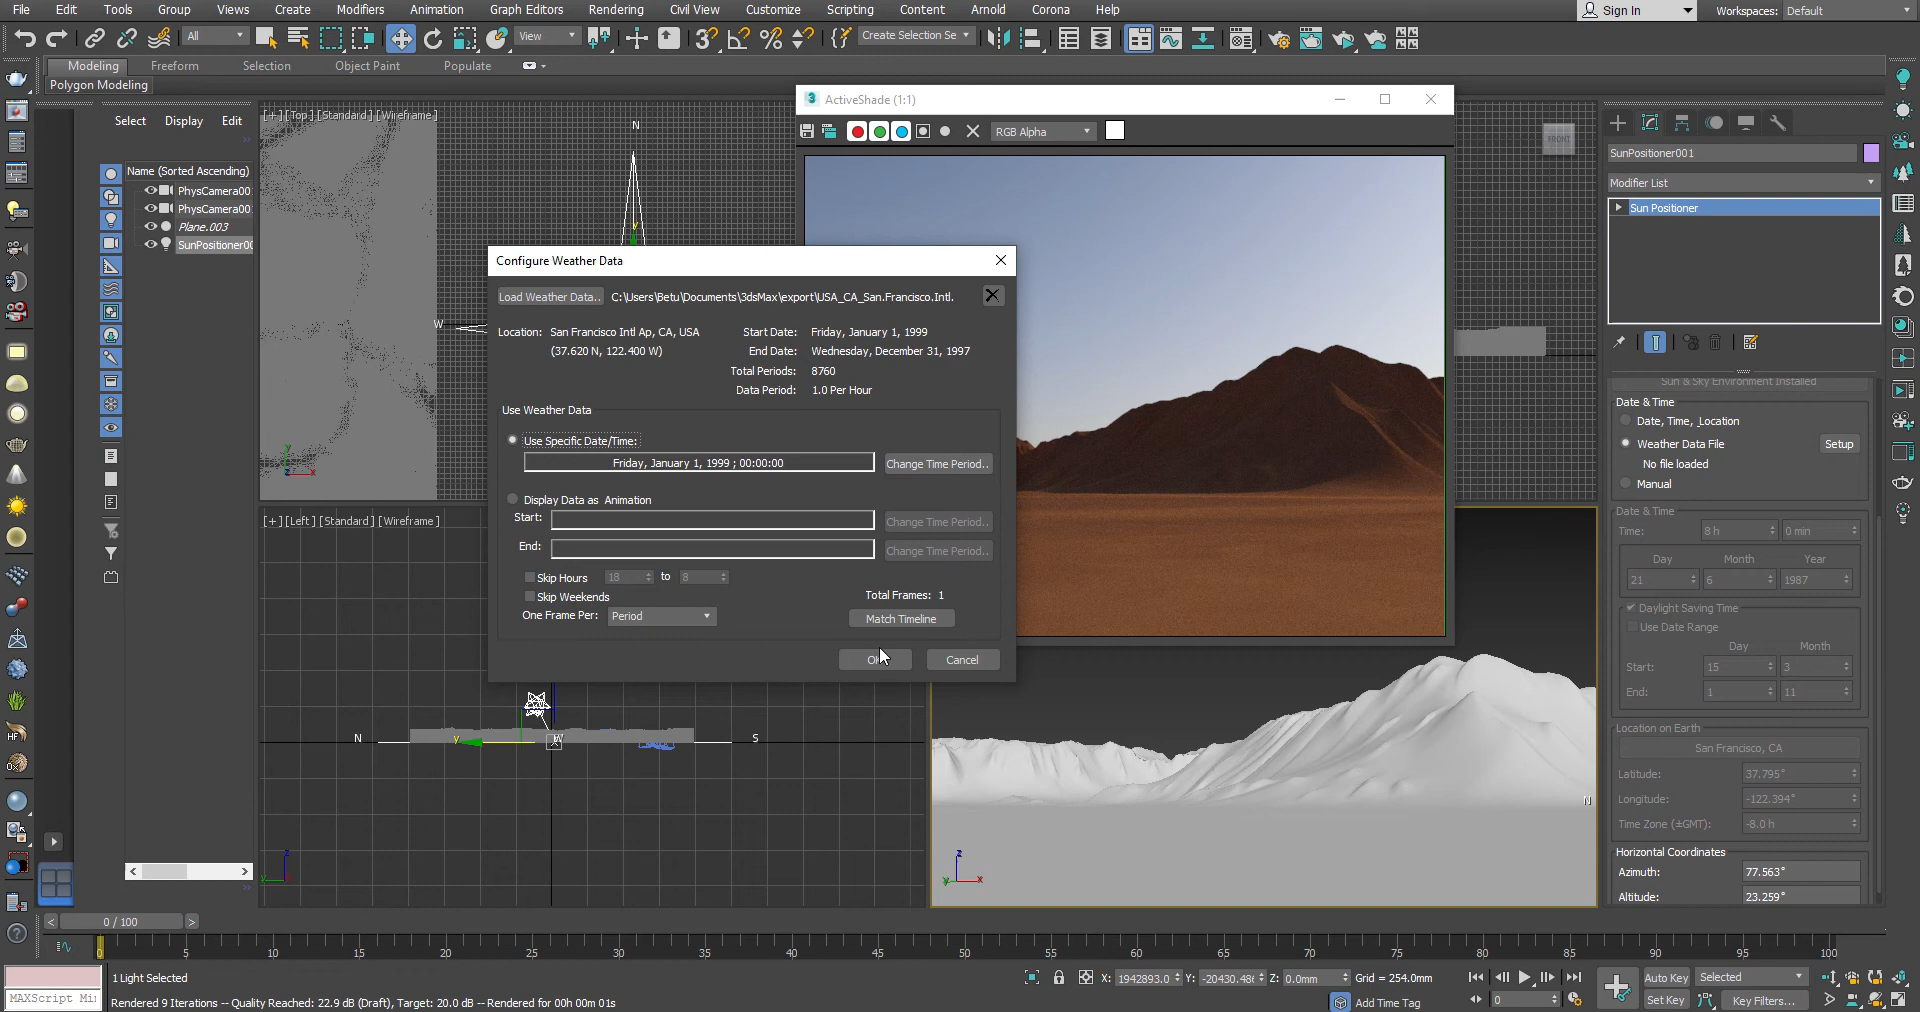 File Edit Tools Group Views Create Modifiers Animation Graph Editors Rendering Civil View Customize Scripting Content Arnold Corona Help Sign In Workspaces: Default
All View Create Selection Se
Modeling Freeform Selection Object Paint Populate
Polygon Modeling
Select Display Edit
Name (Sorted Ascending)
PhysCamera00
PhysCamera001
Plane.003
SunPositioner00
[+] [Top] [Standard] [Wireframe]
N
y
W
z
x
ActiveShade (1:1)
RGB Alpha
Configure Weather Data
Load Weather Data.. C:\Users\Betu\Documents\3dsMax\export\USA_CA_San.Francisco.Intl.
Location: San Francisco Intl Ap, CA, USA Start Date: Friday, January 1, 1999
(37.620 N, 122.400 W) End Date: Wednesday, December 31, 1997
Total Periods: 8760
Data Period: 1.0 Per Hour
Use Weather Data
Use Specific Date/Time:
Friday, January 1, 1999 ; 00:00:00 Change Time Period..
Display Data as Animation
Start: Change Time Period..
End: Change Time Period..
Skip Hours 18 to 8
Skip Weekends
Total Frames: 1
One Frame Per: Period Match Timeline
OK Cancel
[+] [Left] [Standard] [Wireframe]
N y W S
z
y
x
N
z
y x
FRONT
SunPositioner001
Modifier List
Sun Positioner
Sun & Sky Environment Installed
Date & Time
Date, Time, Location
Weather Data File Setup
No file loaded
Manual
Date & Time
Time: 8 h 0 min
Day Month Year
21 6 1987
Daylight Saving Time
Use Date Range
Day Month
Start: 15 3
End: 1 11
Location on Earth
San Francisco, CA
Latitude: 37.795°
Longitude: -122.394°
Time Zone (±GMT): -8.0 h
Horizontal Coordinates
Azimuth: 77.563°
Altitude: 23.259°
HF
< 0 / 100 >
0 5 10 15 20 25 30 35 40 45 50 55 60 65 70 75 80 85 90 95 100
1 Light Selected X: 1942893.0 Y: -20430.486 Z: 0.0mm Grid = 254.0mm Auto Key Selected
MAXScript Mi Rendered 9 Iterations -- Quality Reached: 22.9 dB (Draft), Target: 20.0 dB -- Rendered for 00h 00m 01s Add Time Tag 0 Set Key Key Filters...